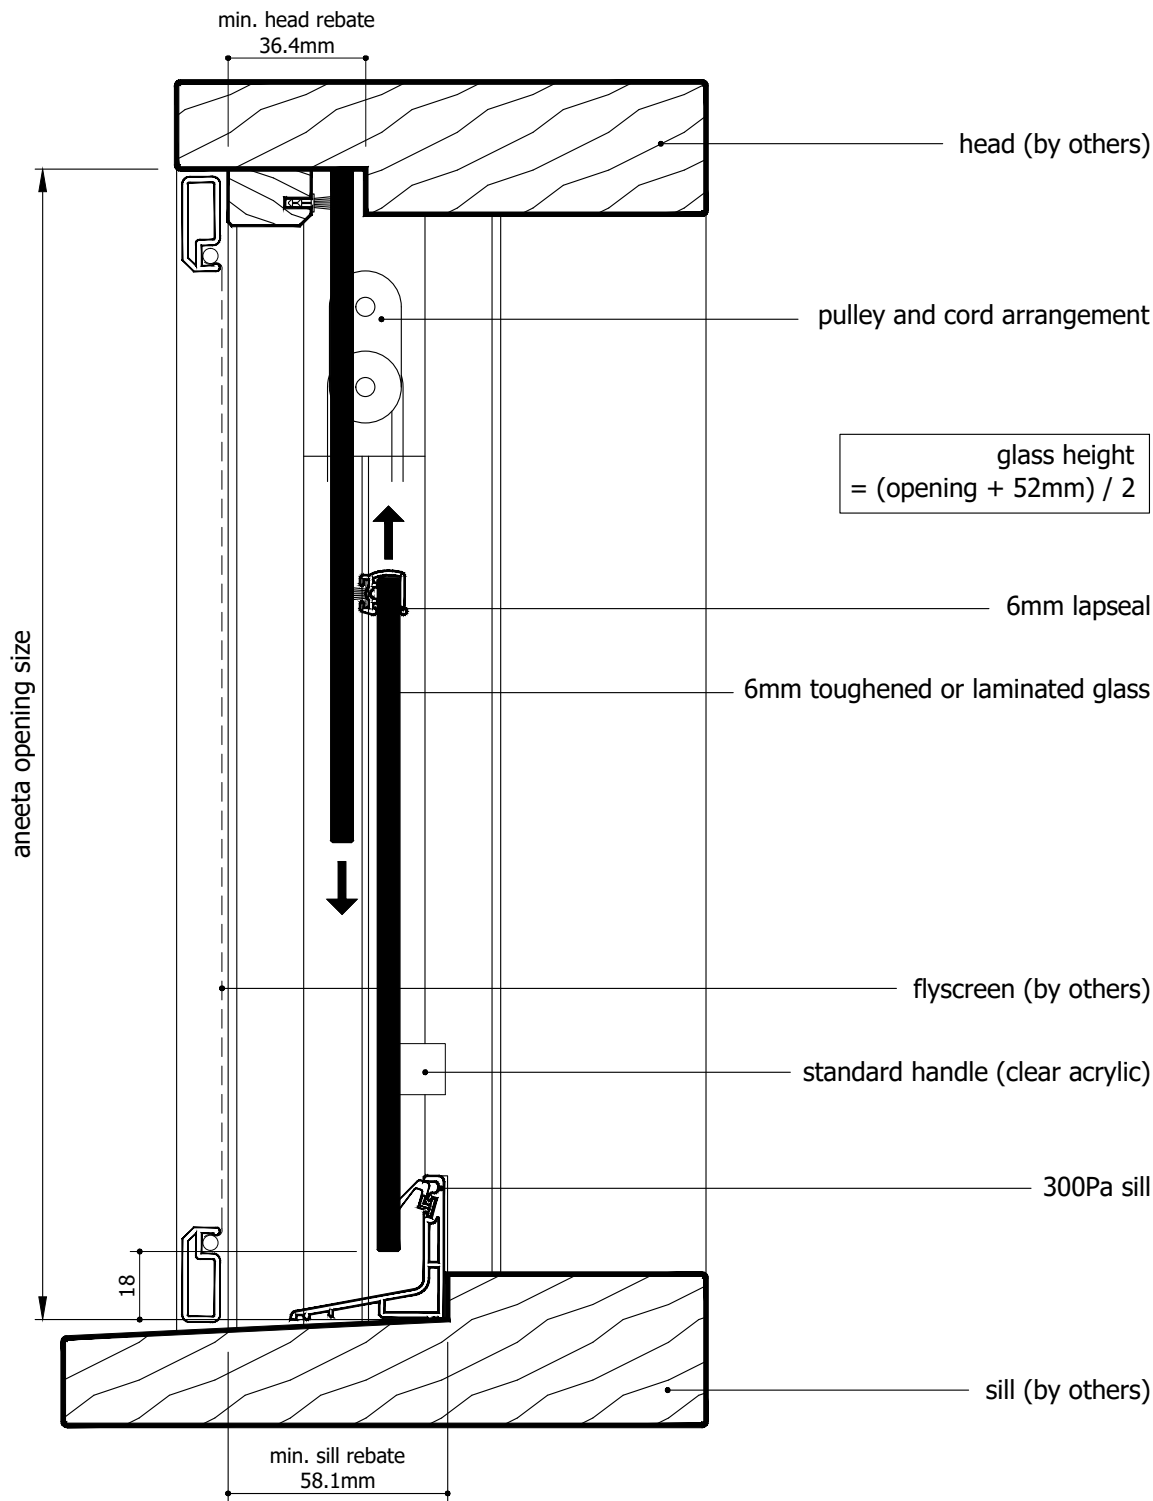 min. head rebate
36.4mm
head (by others)
pulley and cord arrangement
glass height
= (opening + 52mm) / 2
6mm lapseal
6mm toughened or laminated glass
aneeta opening size
flyscreen (by others)
standard handle (clear acrylic)
300Pa sill
18
sill (by others)
min. sill rebate
58.1mm